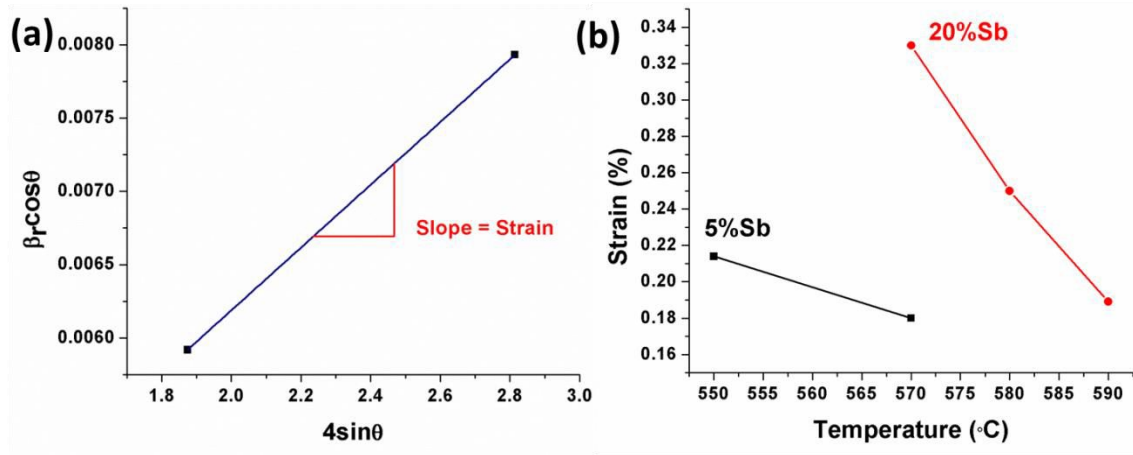 (a)
0.0080
0.0075
0.0070
0.0065
0.0060
βrcosθ
Slope = Strain
1.8 2.0 2.2 2.4 2.6 2.8 3.0
4sinθ
(b)
0.34
0.32
0.30
0.28
0.26
0.24
0.22
0.20
0.18
0.16
Strain (%)
20%Sb
5%Sb
550 555 560 565 570 575 580 585 590
Temperature (◦C)